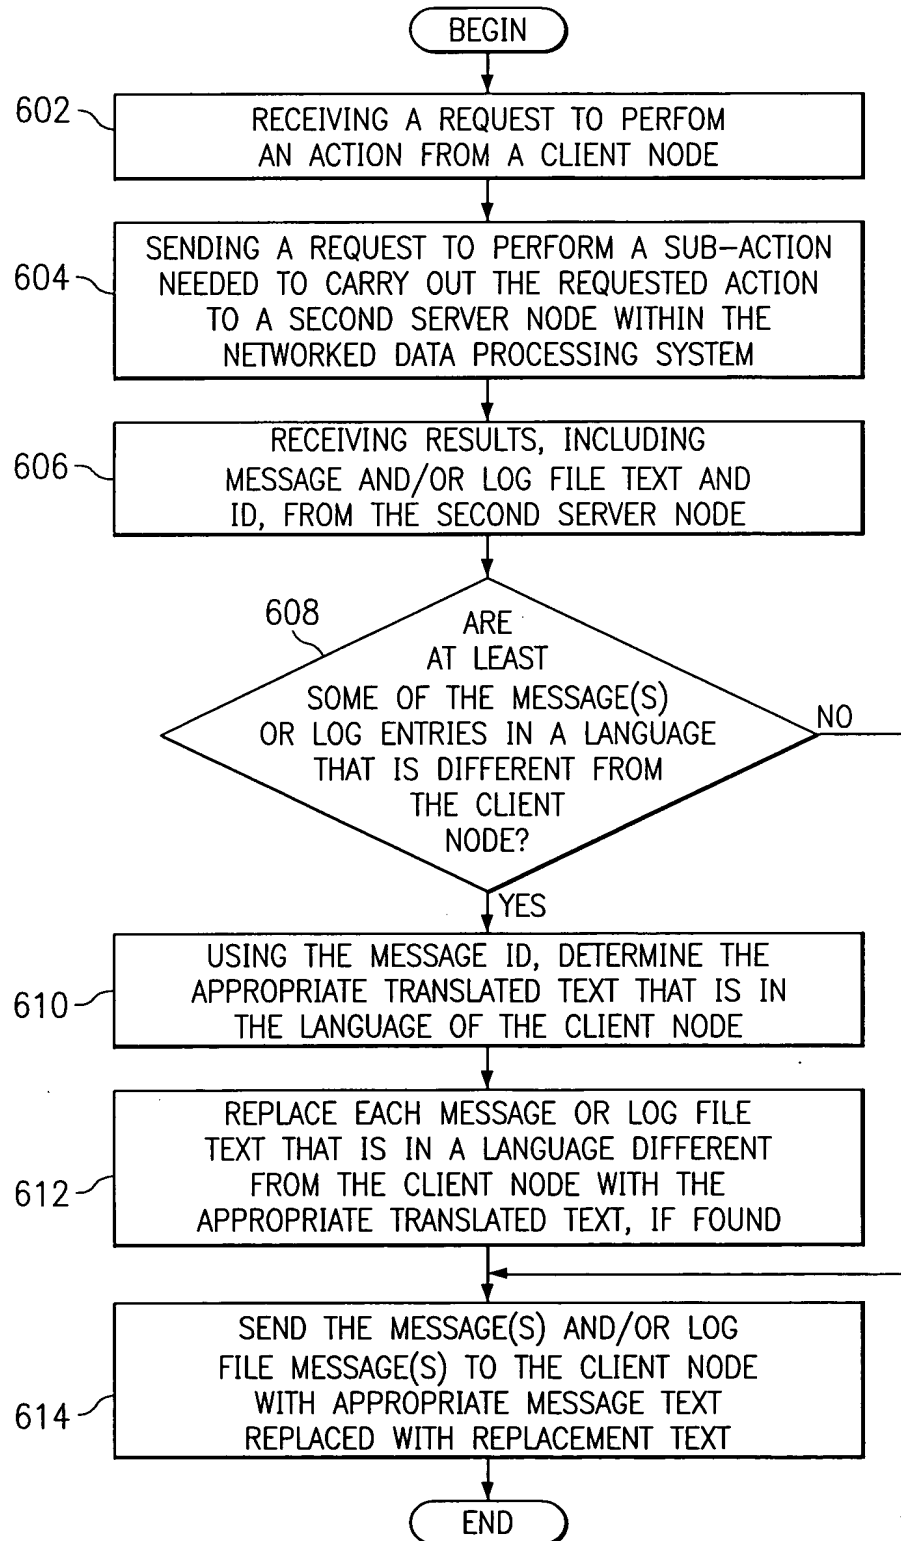 BEGIN
602
RECEIVING A REQUEST TO PERFOM
AN ACTION FROM A CLIENT NODE
604
SENDING A REQUEST TO PERFORM A SUB-ACTION
NEEDED TO CARRY OUT THE REQUESTED ACTION
TO A SECOND SERVER NODE WITHIN THE
NETWORKED DATA PROCESSING SYSTEM
606
RECEIVING RESULTS, INCLUDING
MESSAGE AND/OR LOG FILE TEXT AND
ID, FROM THE SECOND SERVER NODE
608
ARE
AT LEAST
SOME OF THE MESSAGE(S)
OR LOG ENTRIES IN A LANGUAGE
THAT IS DIFFERENT FROM
THE CLIENT
NODE?
NO
YES
610
USING THE MESSAGE ID, DETERMINE THE
APPROPRIATE TRANSLATED TEXT THAT IS IN
THE LANGUAGE OF THE CLIENT NODE
612
REPLACE EACH MESSAGE OR LOG FILE
TEXT THAT IS IN A LANGUAGE DIFFERENT
FROM THE CLIENT NODE WITH THE
APPROPRIATE TRANSLATED TEXT, IF FOUND
614
SEND THE MESSAGE(S) AND/OR LOG
FILE MESSAGE(S) TO THE CLIENT NODE
WITH APPROPRIATE MESSAGE TEXT
REPLACED WITH REPLACEMENT TEXT
END